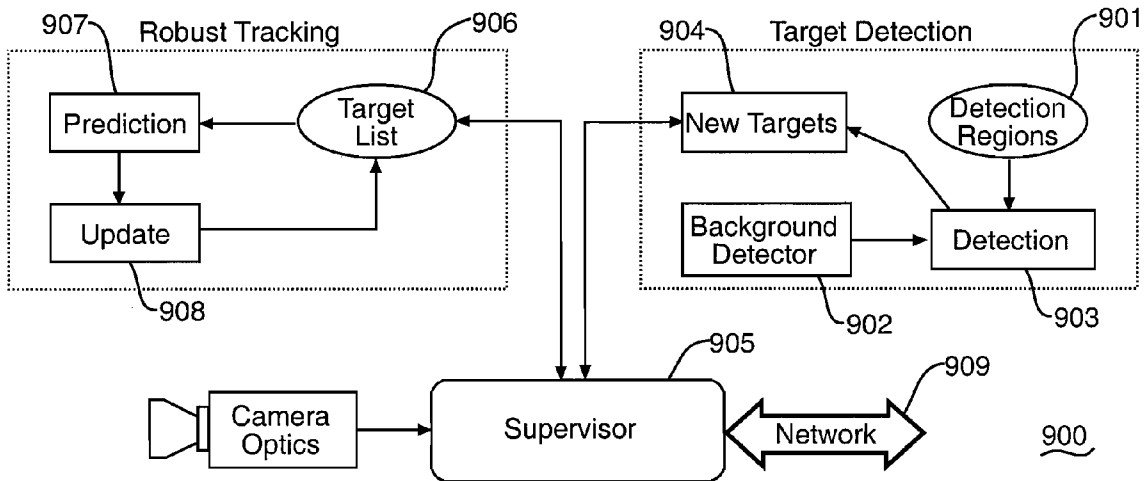 907
Robust Tracking
906
904
Target Detection
901
Prediction
Target
List
New Targets
Detection
Regions
Update
Background
Detector
Detection
908
902
903
905
909
Camera
Optics
Supervisor
Network
900